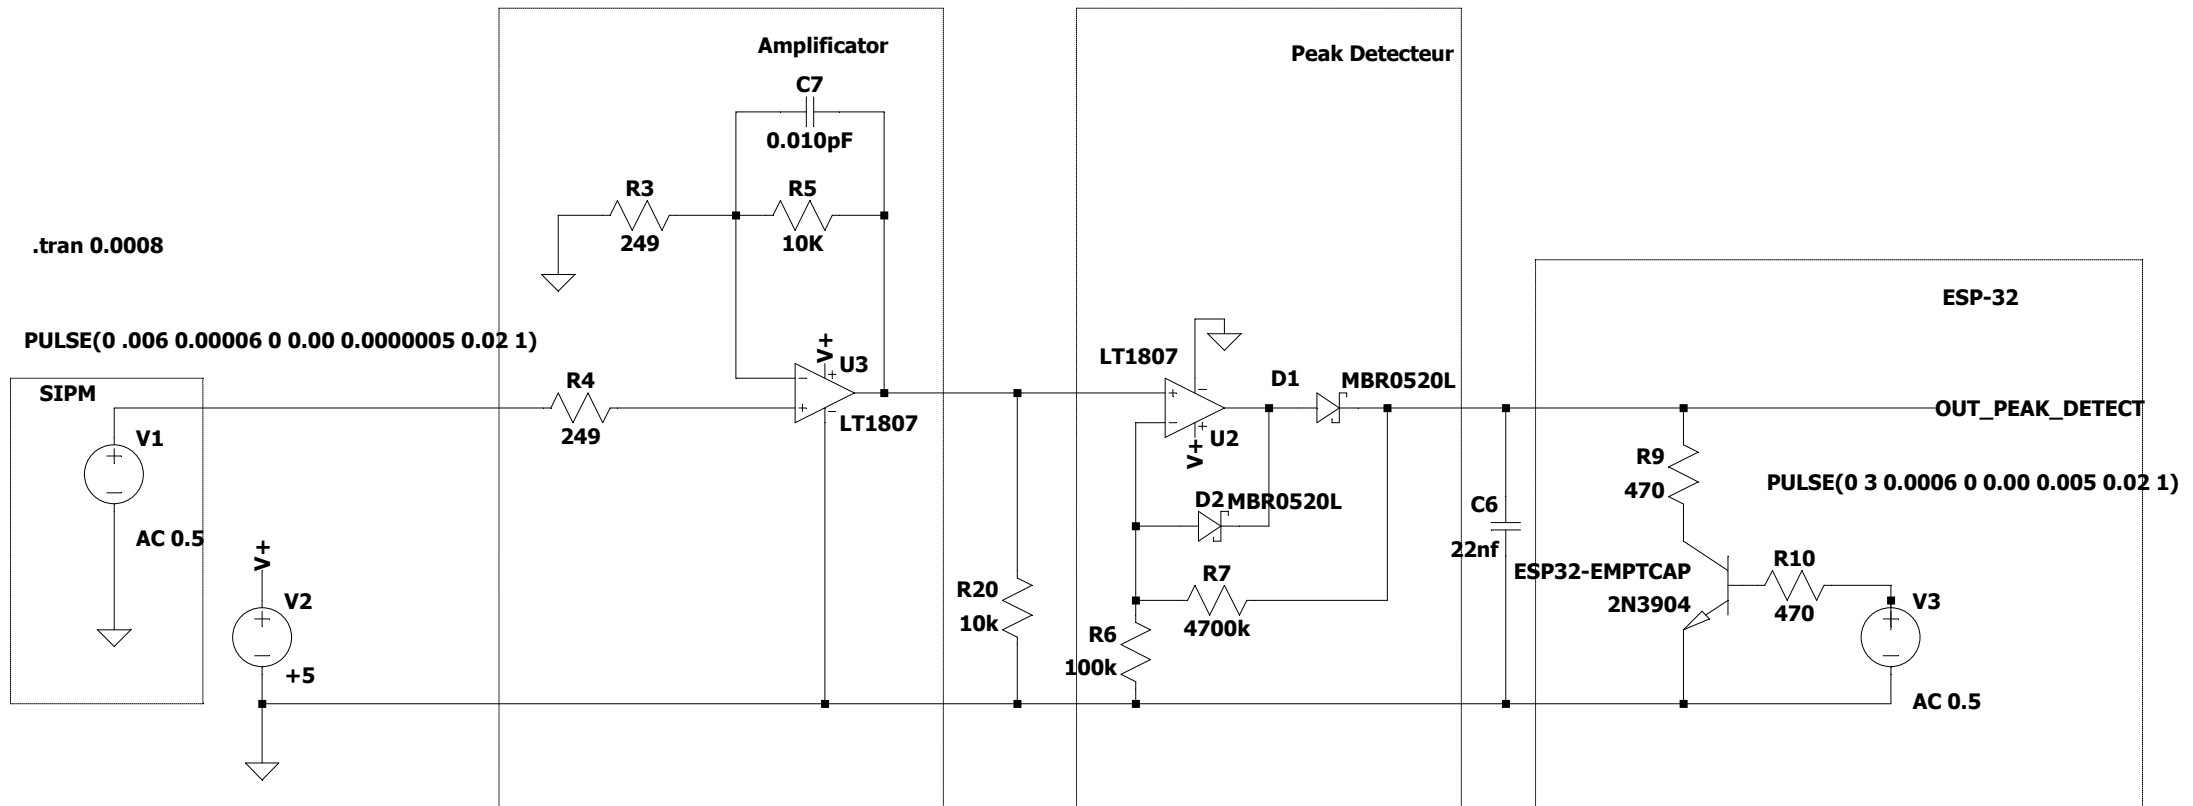 Amplificator
Peak Detecteur
C7
0.010pF
R3
249
R5
10K
.tran 0.0008
ESP-32
PULSE(0 .006 0.00006 0 0.00 0.0000005 0.02 1)
SIPM
V1
AC 0.5
R4
249
V+
U3
+
-
-
+
LT1807
LT1807
-
+
+
-
V+
U2
D1
MBR0520L
OUT_PEAK_DETECT
D2
MBR0520L
R9
470
PULSE(0 3 0.0006 0 0.00 0.005 0.02 1)
C6
22nf
V+
V2
+5
R20
10k
R7
4700k
R6
100k
ESP32-EMPTCAP
2N3904
R10
470
V3
AC 0.5